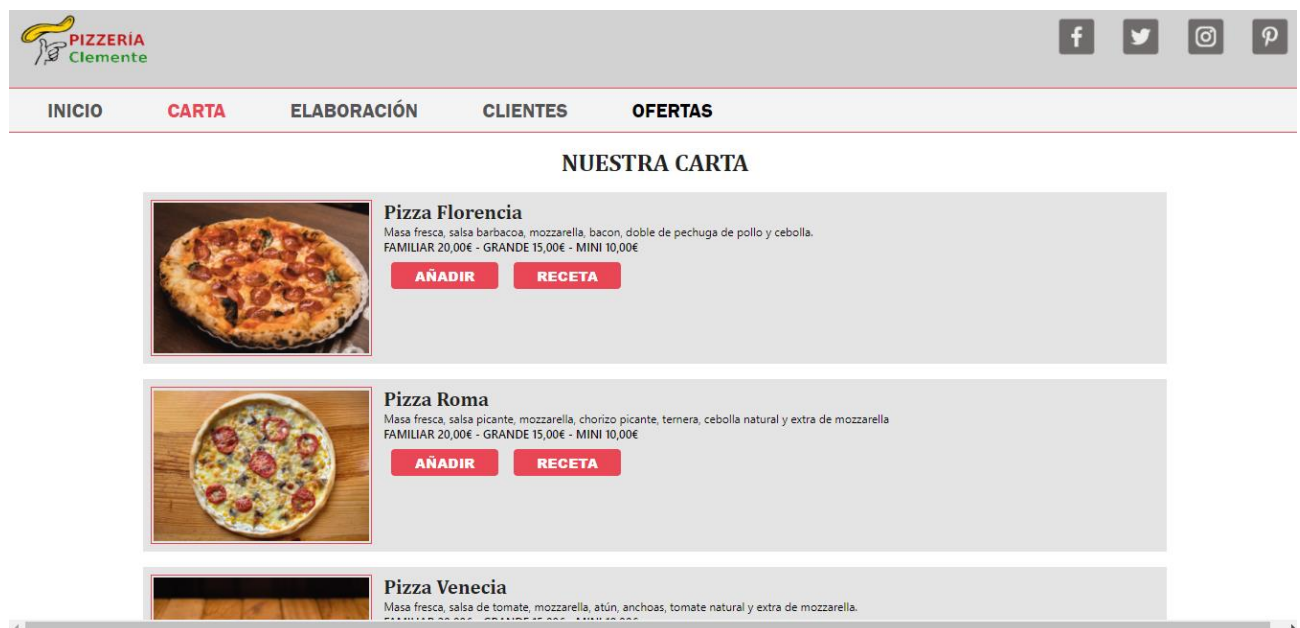 PIZZERÍA
Clemente
INICIO CARTA ELABORACIÓN CLIENTES OFERTAS
NUESTRA CARTA
Pizza Florencia
Masa fresca, salsa barbacoa, mozzarella, bacon, doble de pechuga de pollo y cebolla.
FAMILIAR 20,00€ - GRANDE 15,00€ - MINI 10,00€
AÑADIR RECETA
Pizza Roma
Masa fresca, salsa picante, mozzarella, chorizo picante, ternera, cebolla natural y extra de mozzarella
FAMILIAR 20,00€ - GRANDE 15,00€ - MINI 10,00€
AÑADIR RECETA
Pizza Venecia
Masa fresca, salsa de tomate, mozzarella, atún, anchoas, tomate natural y extra de mozzarella.